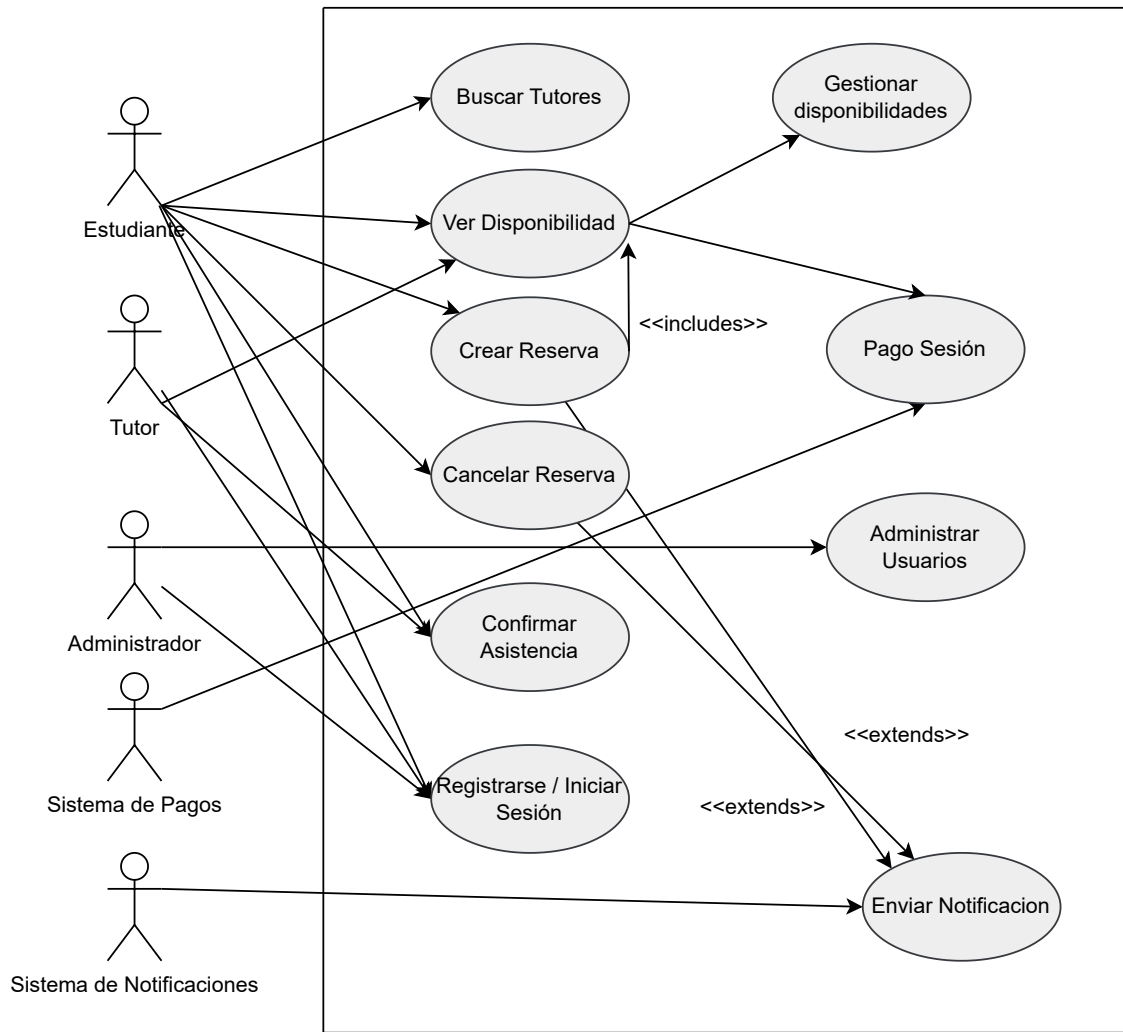 Buscar Tutores
Gestionar
disponibilidades
Estudiante
Ver Disponibilidad
Tutor
Crear Reserva
<<includes>>
Pago Sesión
Cancelar Reserva
Administrar
Usuarios
Administrador
Confirmar
Asistencia
Sistema de Pagos
Registrarse / Iniciar
Sesión
<<extends>>
<<extends>>
Enviar Notificacion
Sistema de Notificaciones